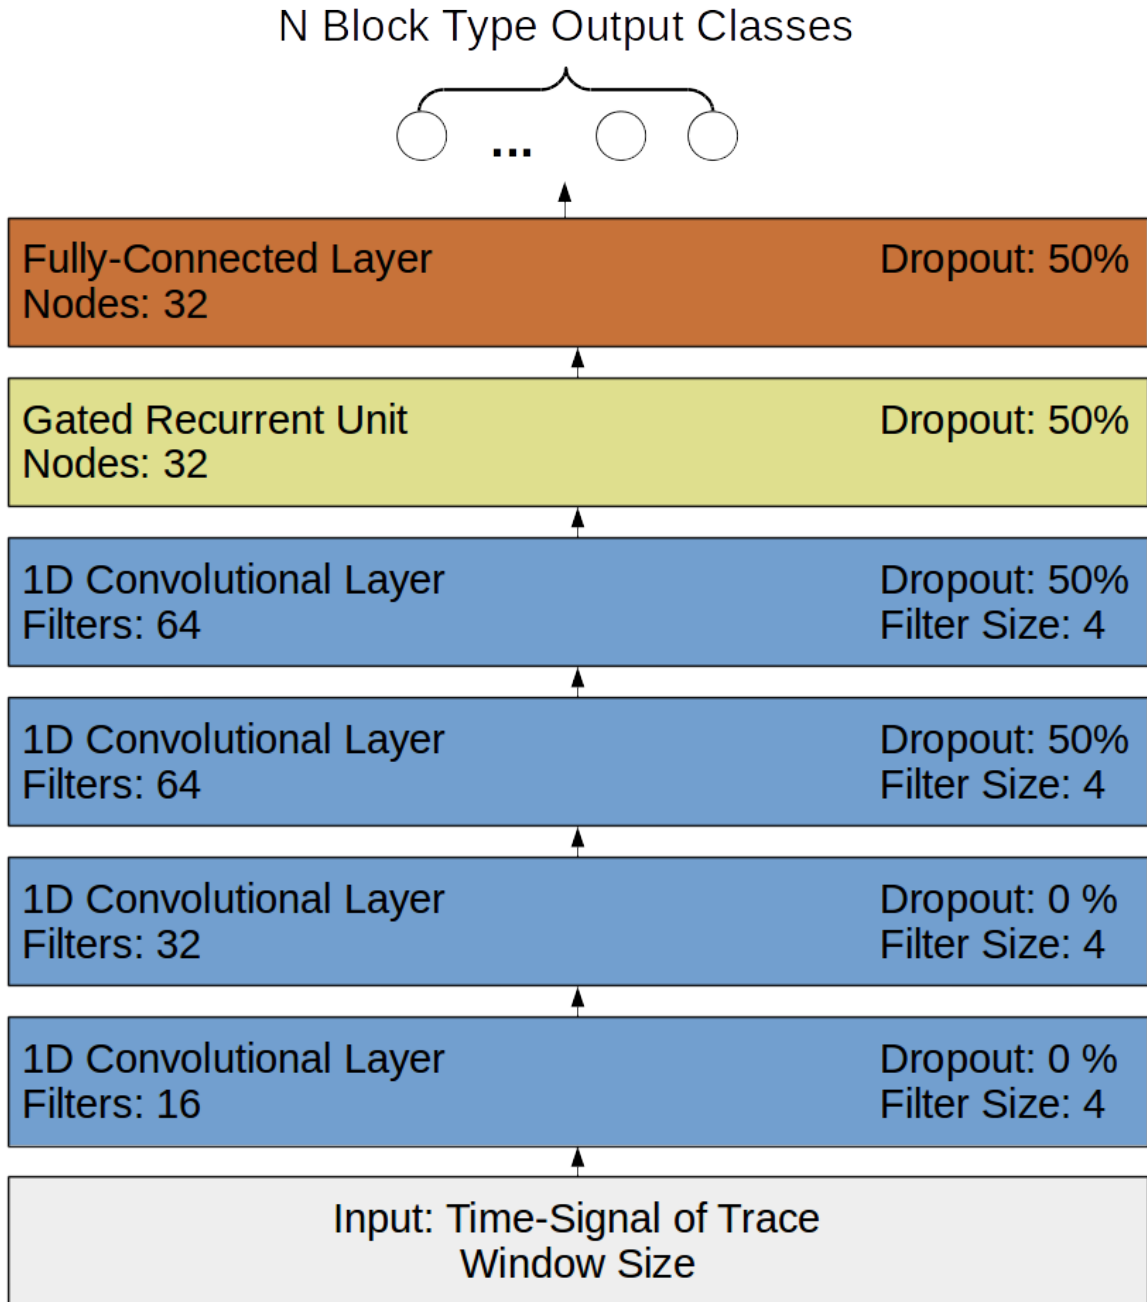 N Block Type Output Classes
...
Fully-Connected Layer Dropout: 50%
Nodes: 32
Gated Recurrent Unit Dropout: 50%
Nodes: 32
1D Convolutional Layer Dropout: 50%
Filters: 64 Filter Size: 4
1D Convolutional Layer Dropout: 50%
Filters: 64 Filter Size: 4
1D Convolutional Layer Dropout: 0 %
Filters: 32 Filter Size: 4
1D Convolutional Layer Dropout: 0 %
Filters: 16 Filter Size: 4
Input: Time-Signal of Trace
Window Size